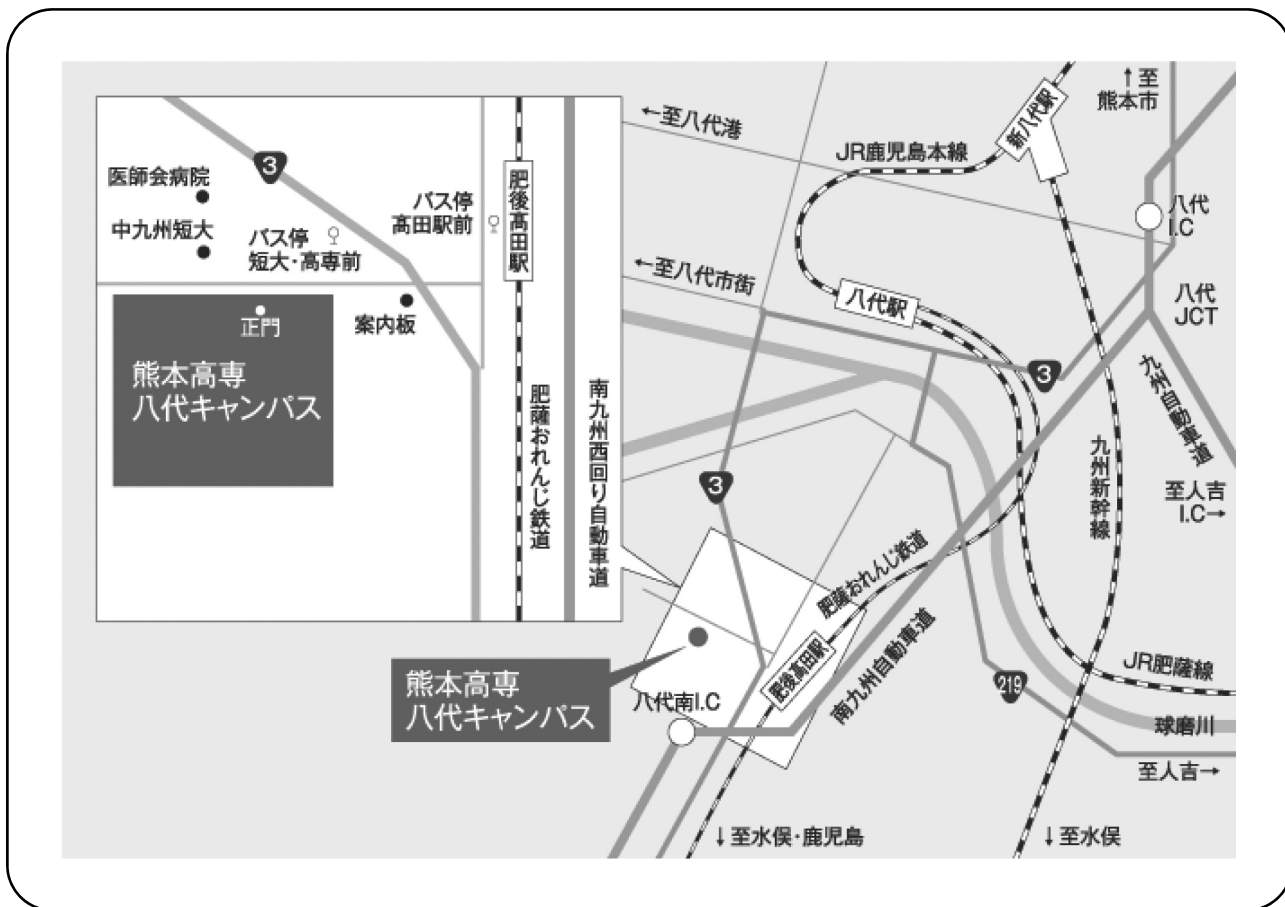 3
医師会病院
中九州短大
バス停
短大・高専前
バス停
髙田駅前
肥後髙田駅
正門
案内板
熊本高専
八代キャンパス
肥薩おれんじ鉄道
南九州西回り自動車道
←至八代港
JR鹿児島本線
新八代駅
↑至
熊本市
八代
I.C
←至八代市街
八代駅
八代
JCT
3
九州自動車道
3
九州新幹線
至人吉
I.C→
肥薩おれんじ鉄道
南九州自動車道
肥後髙田駅
熊本高専
八代キャンパス
八代南I.C
219
JR肥薩線
球磨川
至人吉→
↓至水俣・鹿児島
↓至水俣